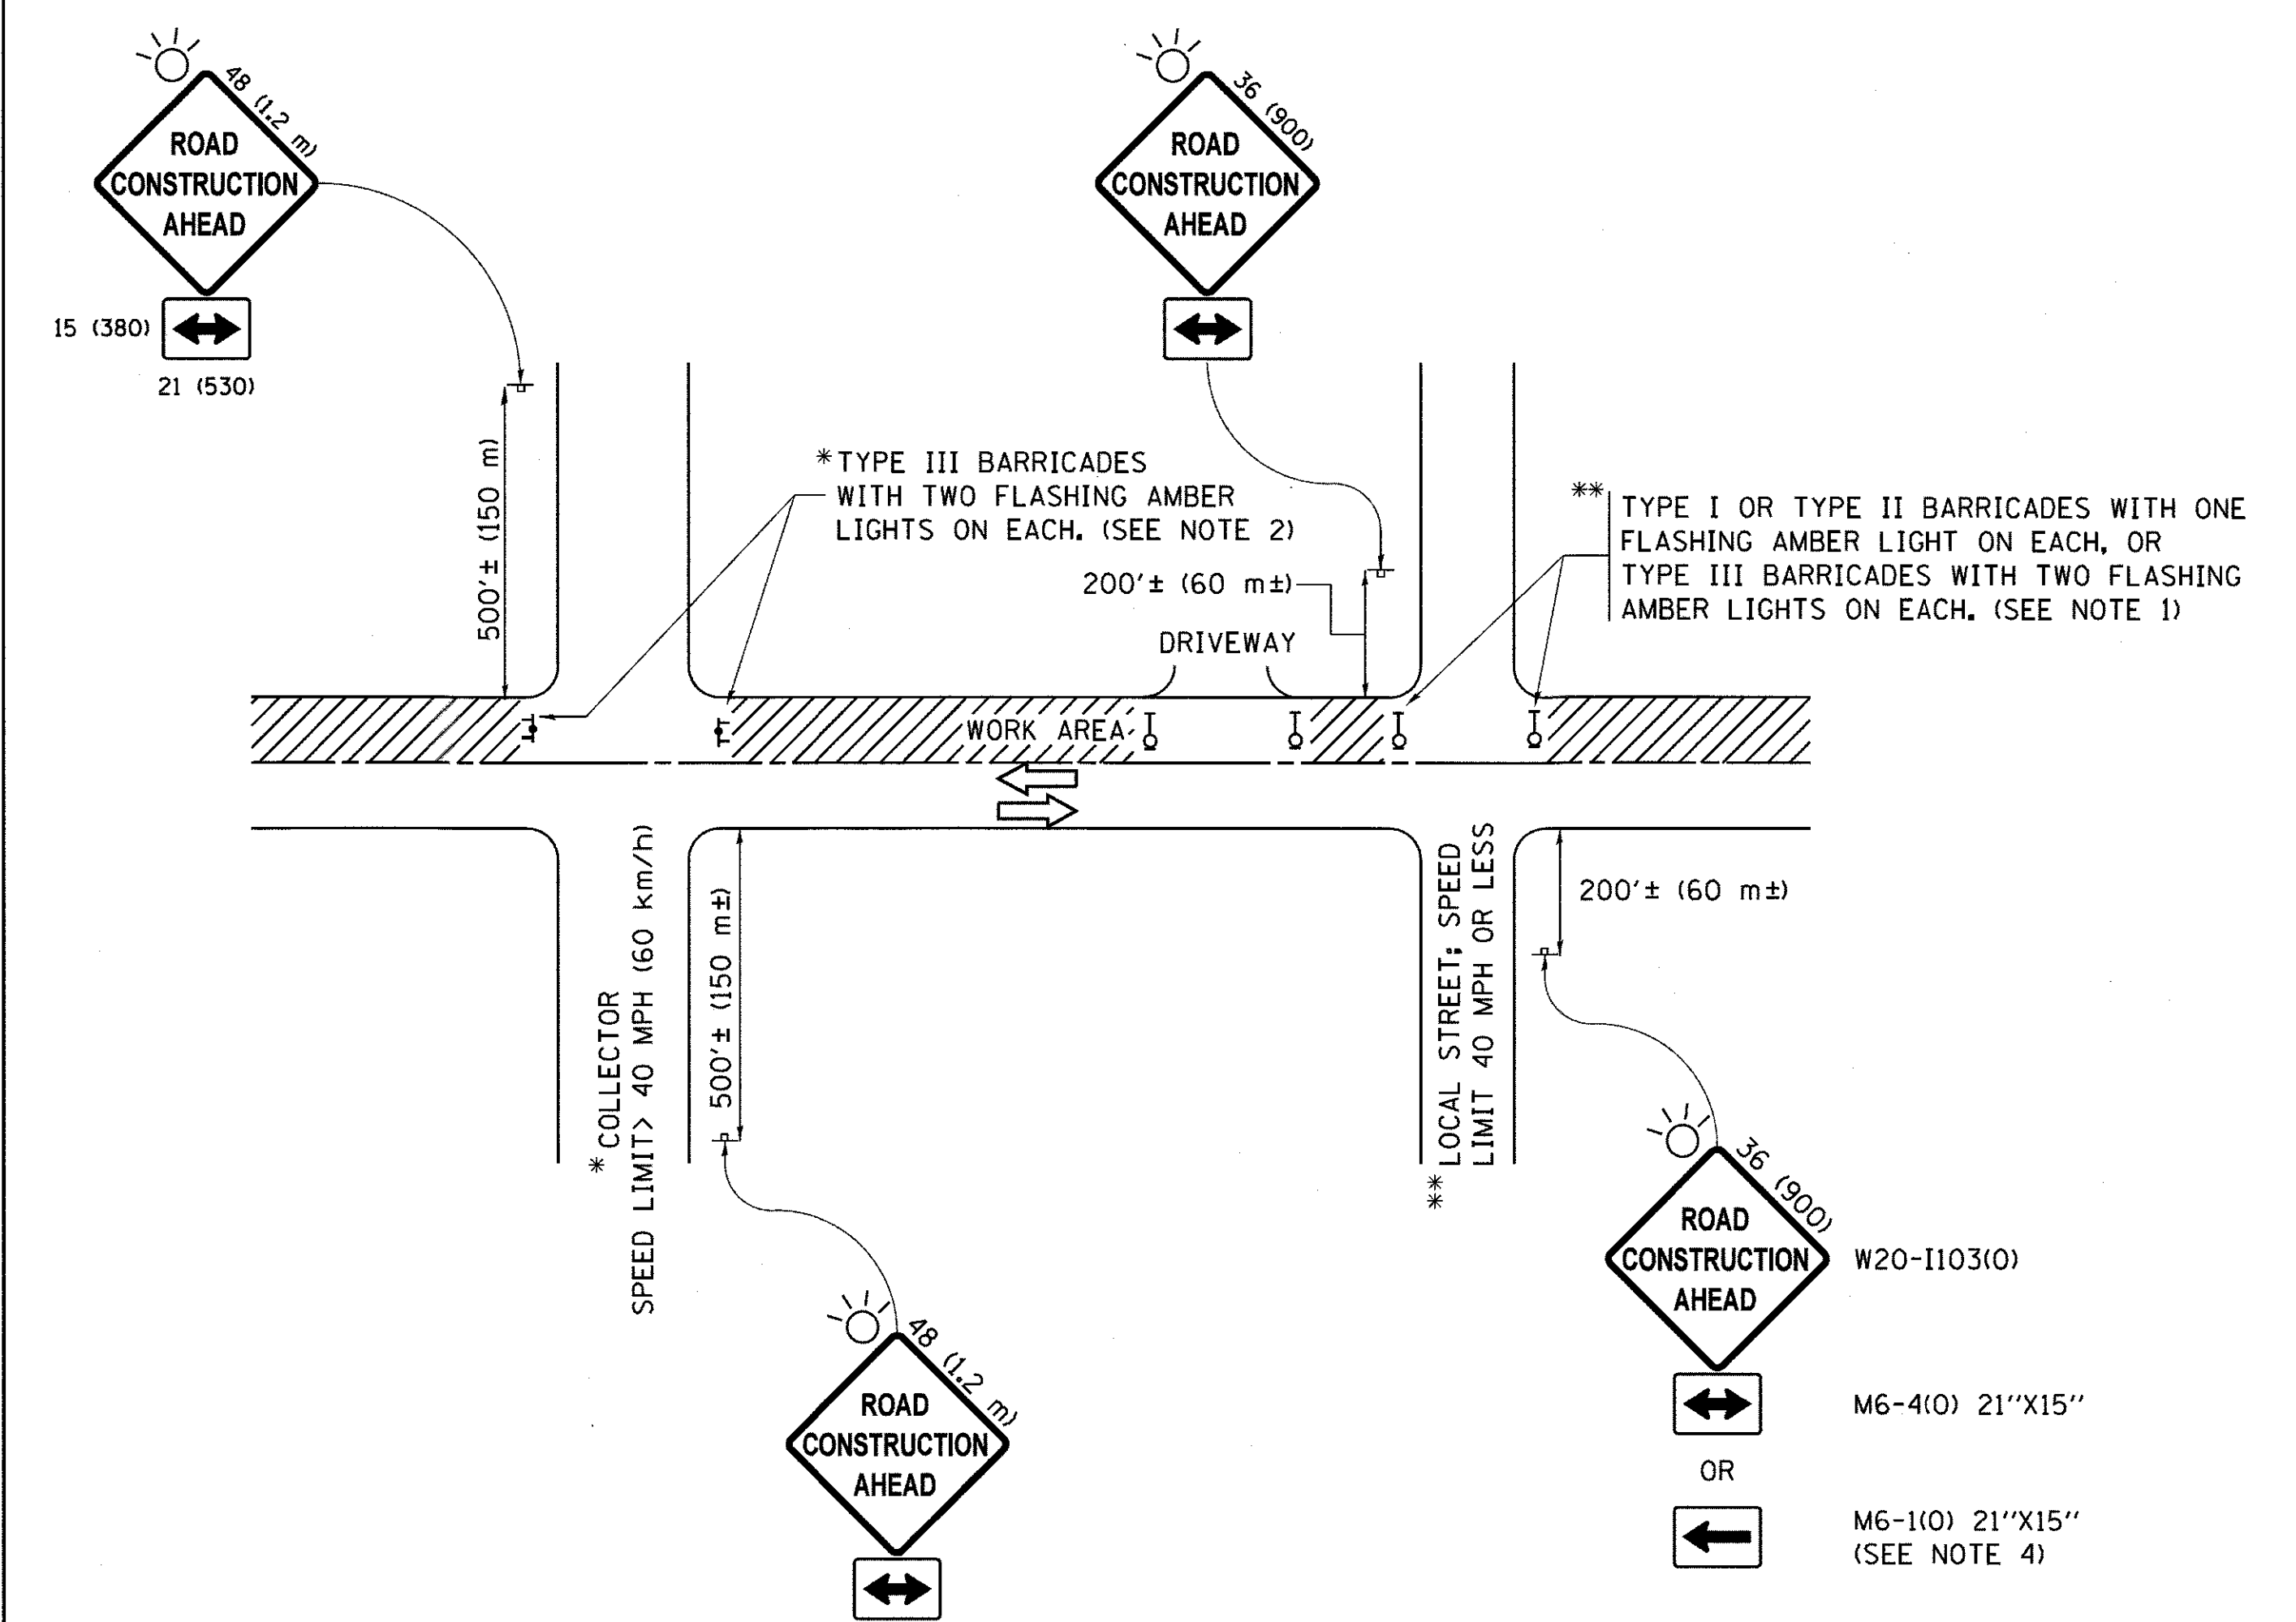 48 (1.2 m)
ROAD
CONSTRUCTION
AHEAD
15 (380)
21 (530)
36 (900)
ROAD
CONSTRUCTION
AHEAD
500'± (150 m)
*TYPE III BARRICADES
WITH TWO FLASHING AMBER
LIGHTS ON EACH. (SEE NOTE 2)
200'± (60 m±)
DRIVEWAY
** TYPE I OR TYPE II BARRICADES WITH ONE
FLASHING AMBER LIGHT ON EACH, OR
TYPE III BARRICADES WITH TWO FLASHING
AMBER LIGHTS ON EACH. (SEE NOTE 1)
WORK AREA
* COLLECTOR
SPEED LIMIT> 40 MPH (60 km/h)
500'± (150 m±)
** LOCAL STREET; SPEED
LIMIT 40 MPH OR LESS
200'± (60 m±)
48 (1.2 m)
ROAD
CONSTRUCTION
AHEAD
36 (900)
ROAD
CONSTRUCTION
AHEAD
W20-I103(O)
M6-4(O) 21''X15''
OR
M6-1(O) 21''X15''
(SEE NOTE 4)